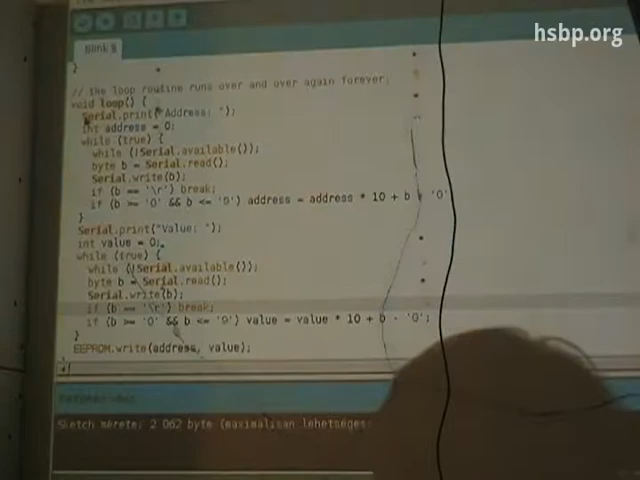 hsbp.org
Blink §
}
// the loop routine runs over and over again forever:
void loop() {
Serial.print("Address: ");
int address = 0;
while (true) {
while (!Serial.available());
byte b = Serial.read();
Serial.write(b);
if (b == '\r') break;
if (b >= '0' && b <= '9') address = address * 10 + b - '0'
}
Serial.print("Value: ");
int value = 0;
while (true) {
while (!Serial.available());
byte b = Serial.read();
Serial.write(b);
if (b == '\r') break;
if (b >= '0' && b <= '9') value = value * 10 + b - '0';
}
EEPROM.write(address, value);
Sketch mérete: 2 062 byte (maximálisan lehetséges